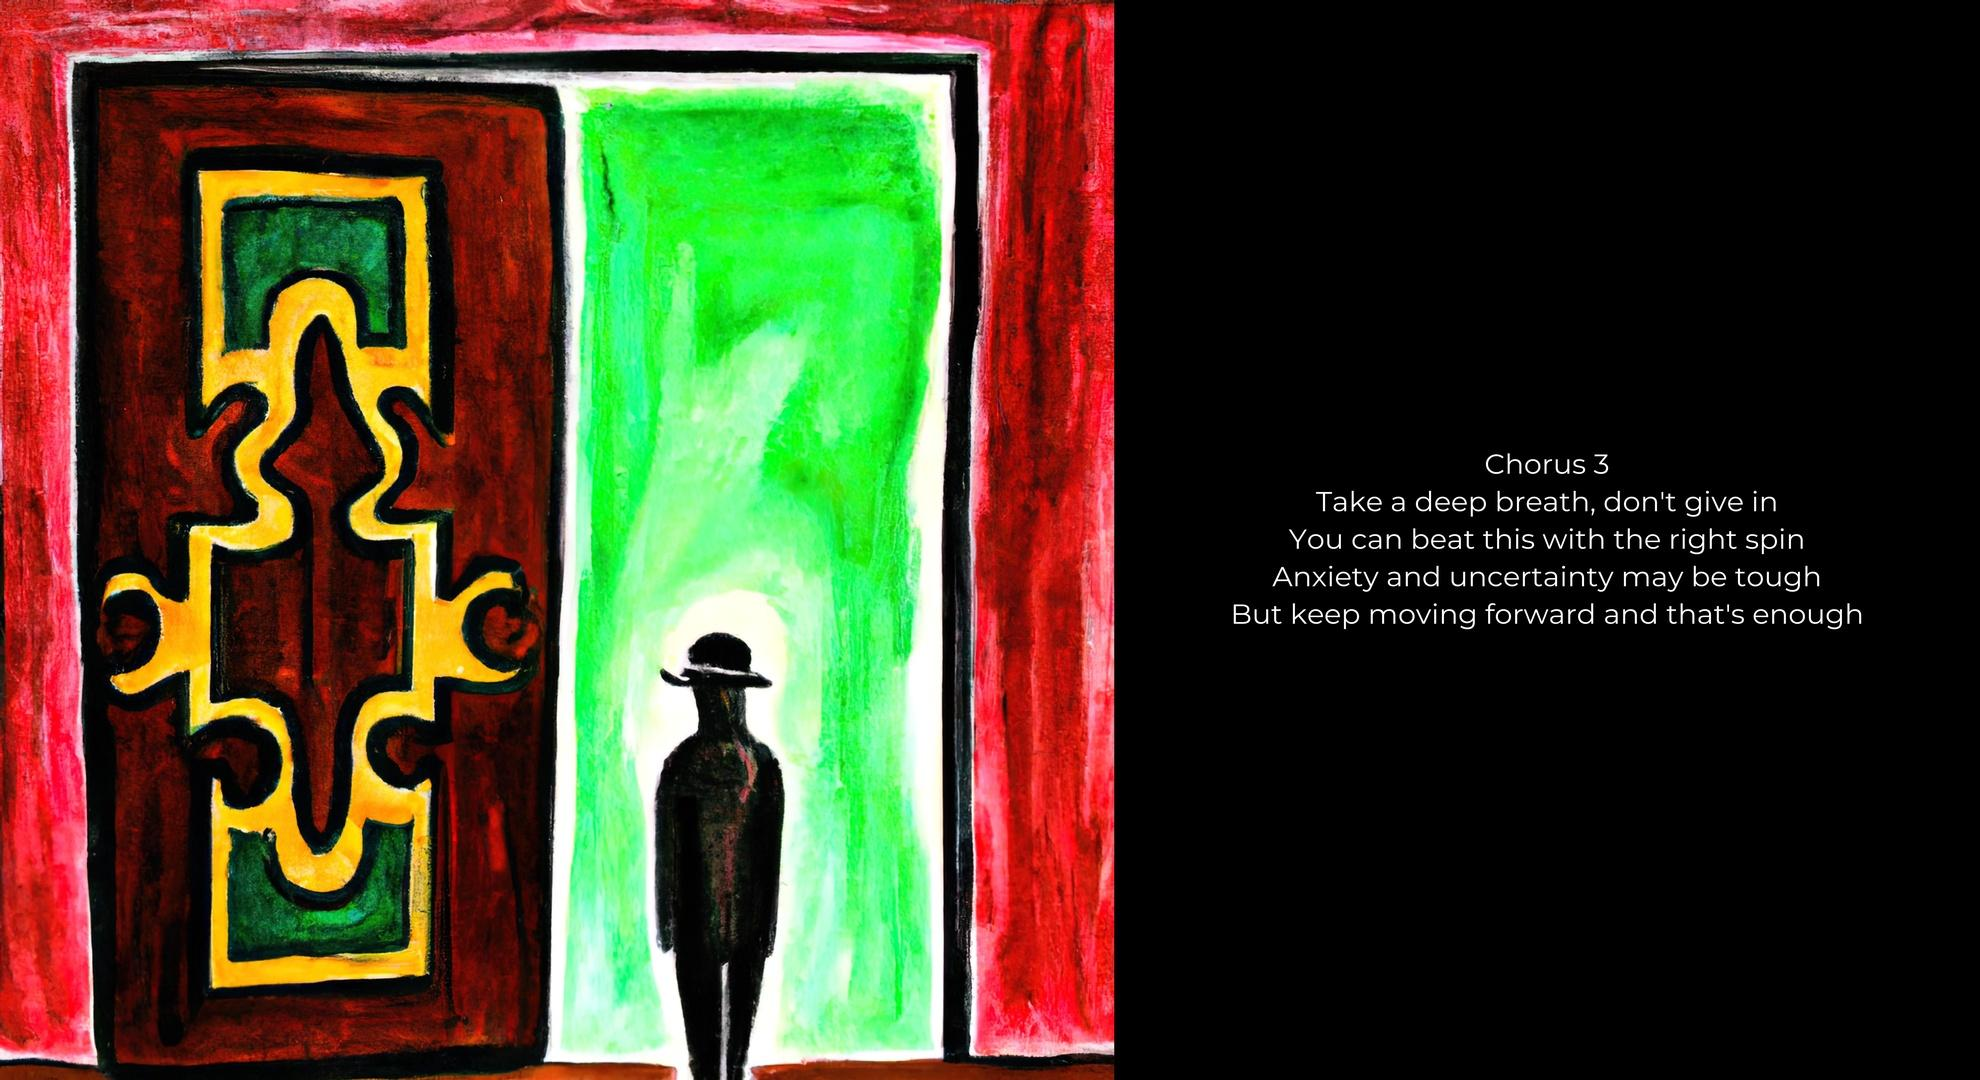 Chorus 3
Take a deep breath, don't give in
You can beat this with the right spin
Anxiety and uncertainty may be tough
But keep moving forward and that's enough